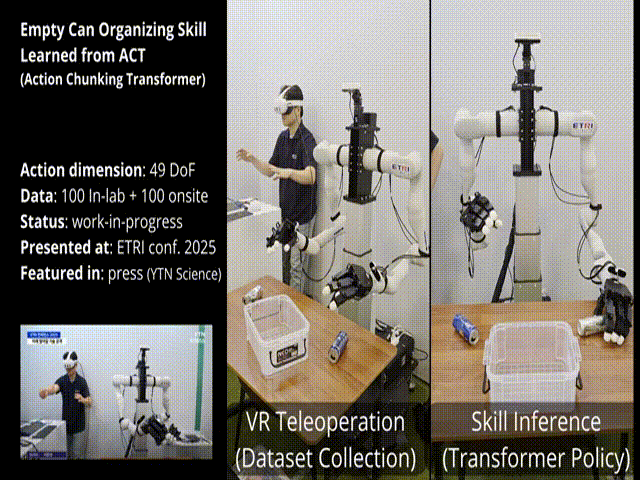 Empty Can Organizing Skill
Learned from ACT
(Action Chunking Transformer)
Action dimension: 49 DoF
Data: 100 In-lab + 100 onsite
Status: work-in-progress
Presented at: ETRI conf. 2025
Featured in: press (YTN Science)
ETRI
ETRI
VR Teleoperation
(Dataset Collection)
Skill Inference
(Transformer Policy)